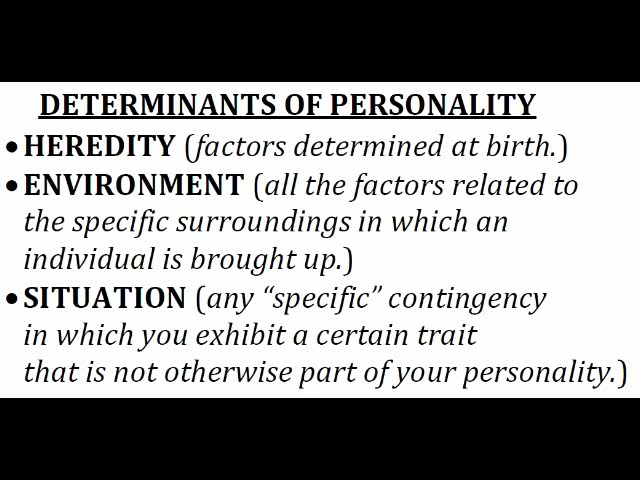 DETERMINANTS OF PERSONALITY
•HEREDITY (factors determined at birth.)
•ENVIRONMENT (all the factors related to
the specific surroundings in which an
individual is brought up.)
•SITUATION (any “specific” contingency
in which you exhibit a certain trait
that is not otherwise part of your personality.)